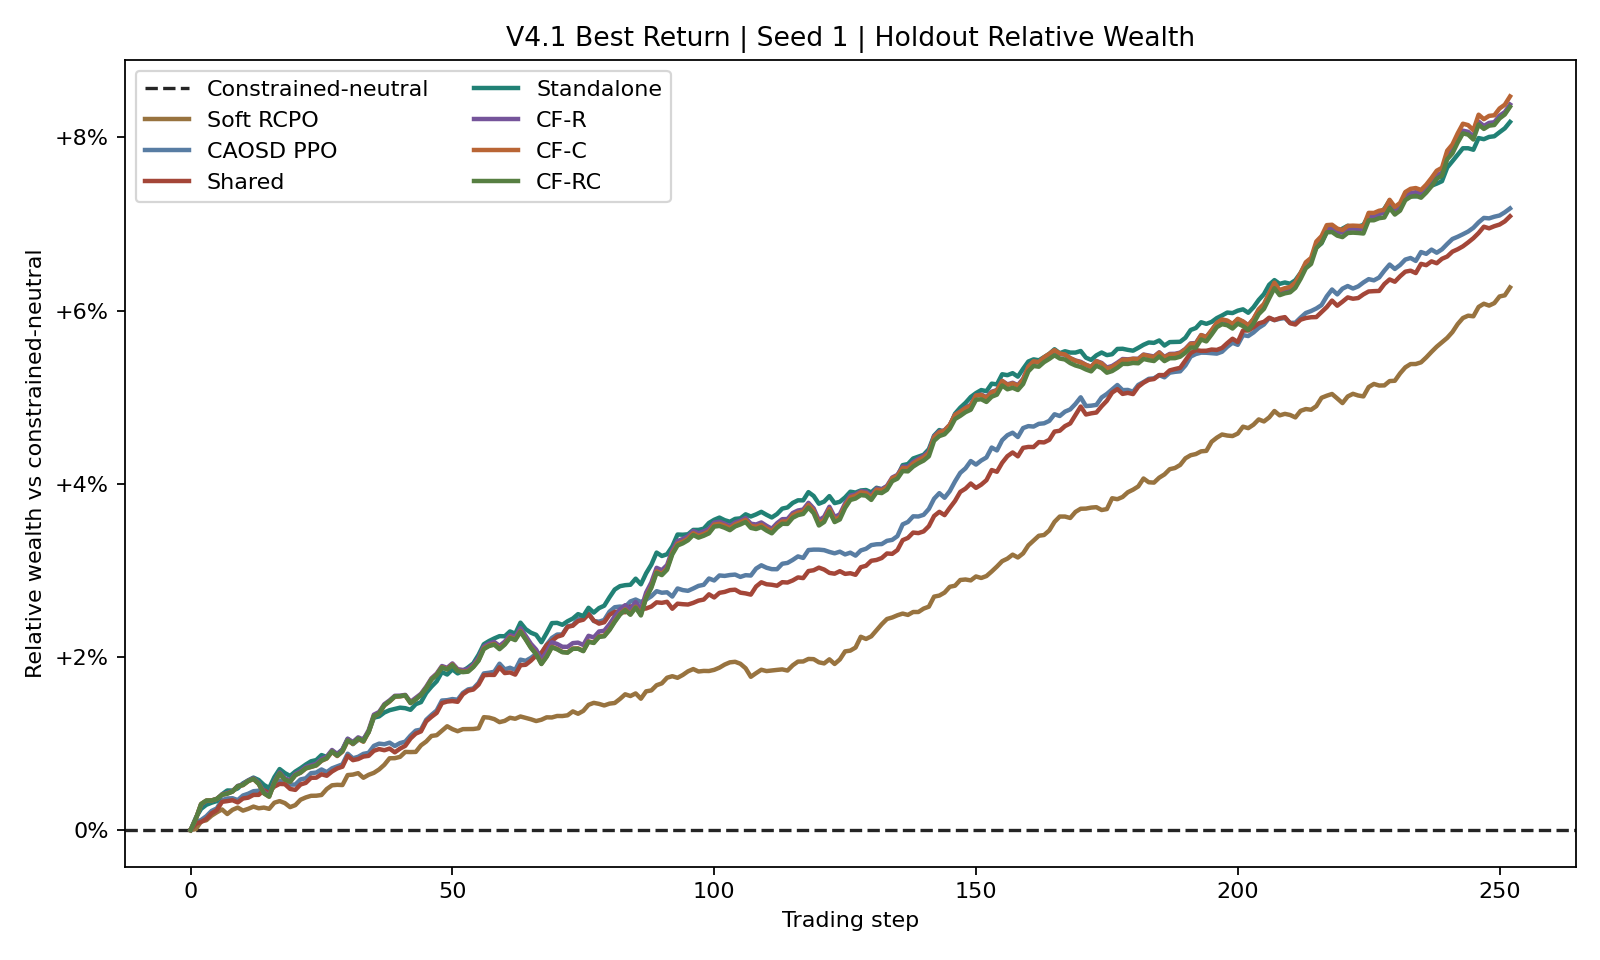 V4.1 Best Return | Seed 1 | Holdout Relative Wealth
Constrained-neutral
Soft RCPO
CAOSD PPO
Shared
Standalone
CF-R
CF-C
CF-RC
Relative wealth vs constrained-neutral
+8%
+6%
+4%
+2%
0%
0 50 100 150 200 250
Trading step